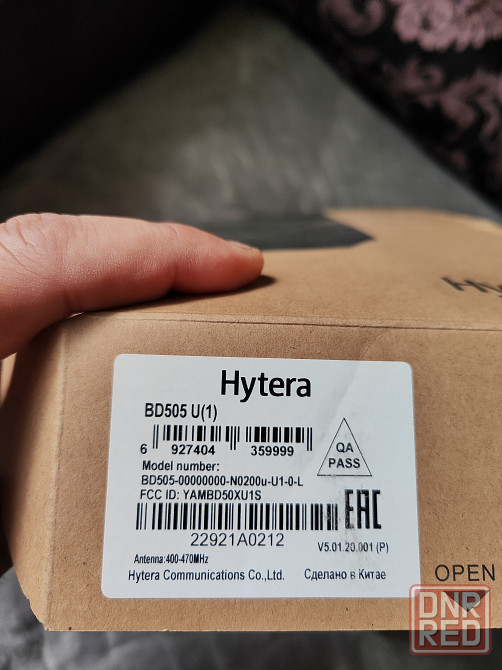 Hytera
BD505 U(1)
6 927404 359999
QA
PASS
Model number:
BD505-00000000-N0200u-U1-0-L
FCC ID: YAMBD50XU1S
EAC
22921A0212
V5.01.20.001 (P)
Antenna:400-470MHz
Hytera Communications Co.,Ltd. Сделано в Китае
OPEN
DNR
RED